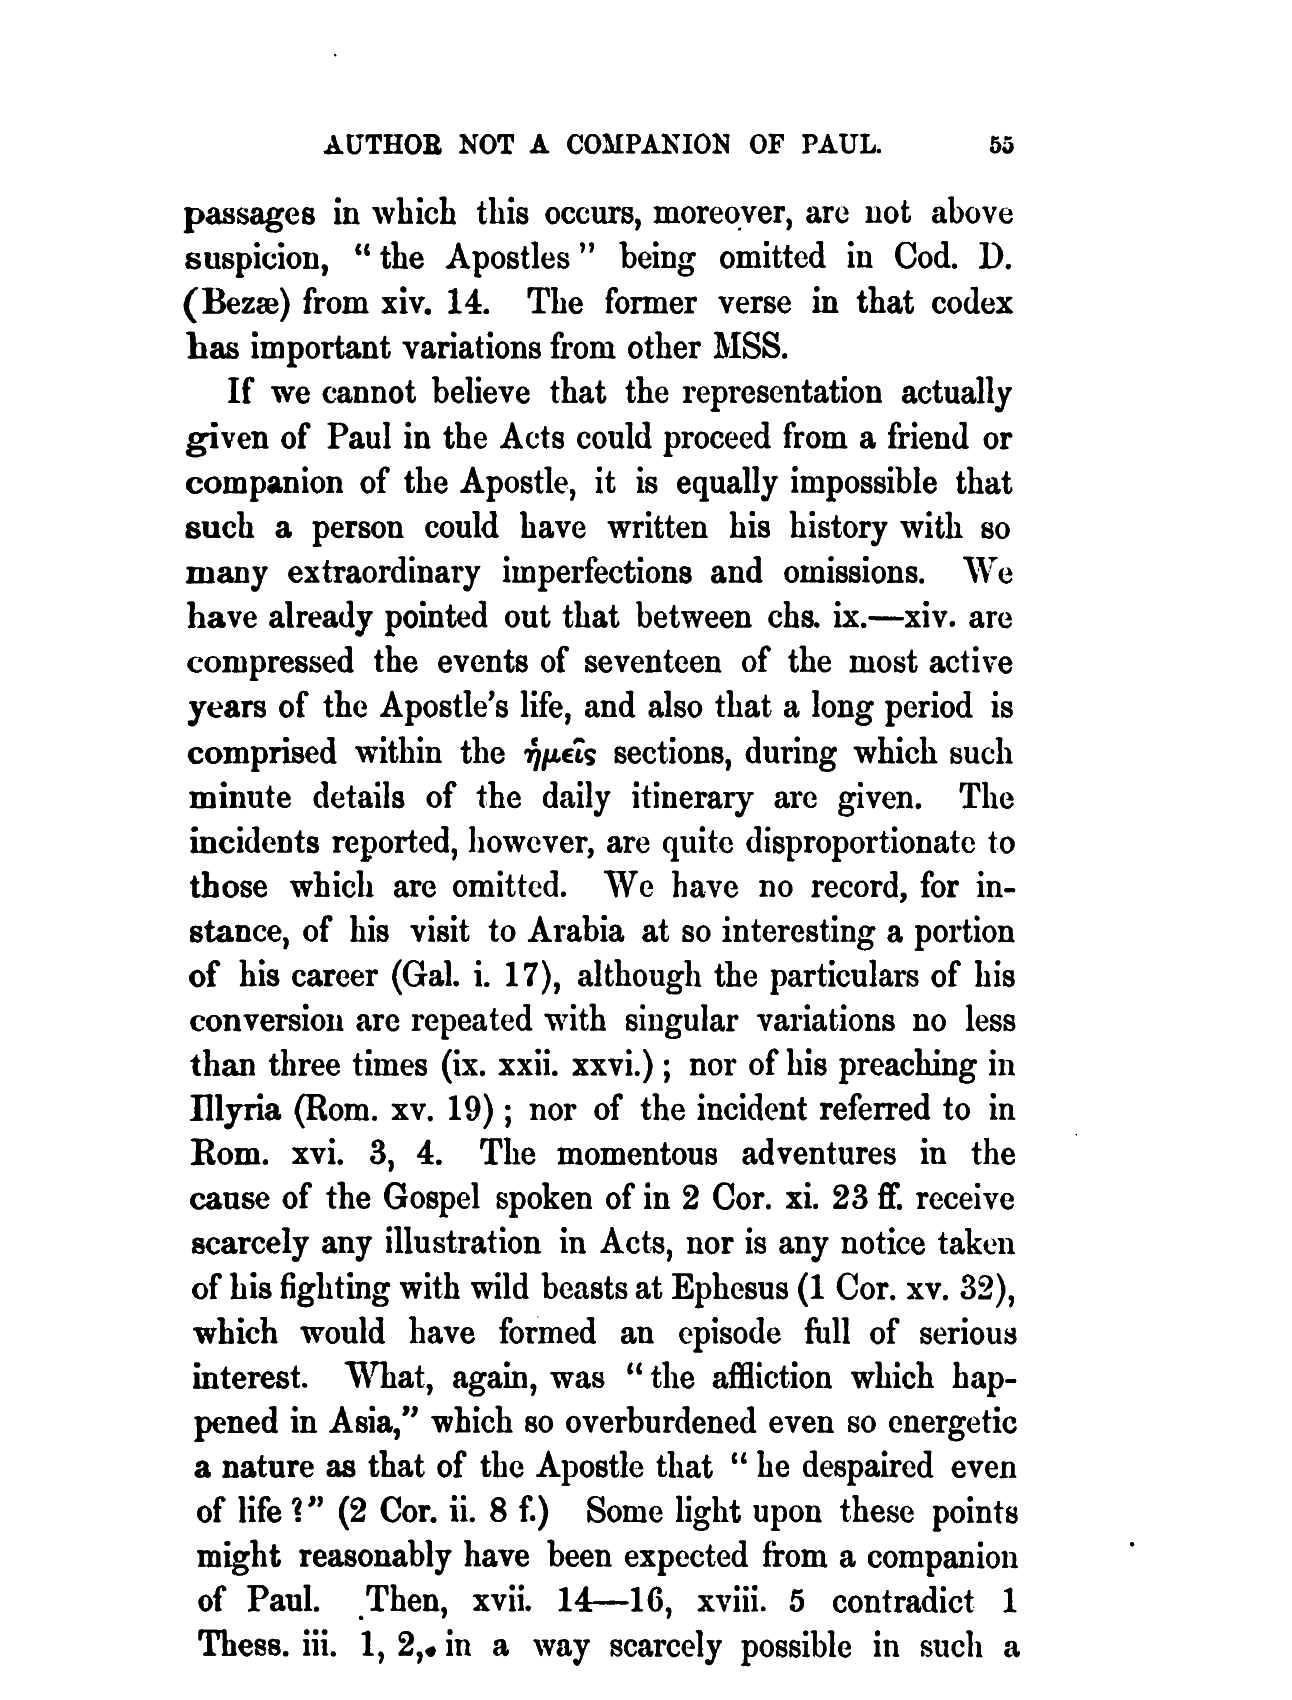 AUTHOR NOT A COMPANION OF PAUL. 55
passages in which this occurs, moreover, are not above
suspicion, “ the Apostles ” being omitted in Cod. D.
(Bezæ) from xiv. 14. The former verse in that codex
has important variations from other MSS.
If we cannot believe that the representation actually
given of Paul in the Acts could proceed from a friend or
companion of the Apostle, it is equally impossible that
such a person could have written his history with so
many extraordinary imperfections and omissions. We
have already pointed out that between chs. ix.—xiv. are
compressed the events of seventeen of the most active
years of the Apostle’s life, and also that a long period is
comprised within the ἡμεῖς sections, during which such
minute details of the daily itinerary are given. The
incidents reported, however, are quite disproportionate to
those which are omitted. We have no record, for in-
stance, of his visit to Arabia at so interesting a portion
of his career (Gal. i. 17), although the particulars of his
conversion are repeated with singular variations no less
than three times (ix. xxii. xxvi.) ; nor of his preaching in
Illyria (Rom. xv. 19) ; nor of the incident referred to in
Rom. xvi. 3, 4. The momentous adventures in the
cause of the Gospel spoken of in 2 Cor. xi. 23 ff. receive
scarcely any illustration in Acts, nor is any notice taken
of his fighting with wild beasts at Ephesus (1 Cor. xv. 32),
which would have formed an episode full of serious
interest. What, again, was “ the affliction which hap-
pened in Asia,” which so overburdened even so energetic
a nature as that of the Apostle that “ he despaired even
of life ?” (2 Cor. ii. 8 f.) Some light upon these points
might reasonably have been expected from a companion
of Paul. Then, xvii. 14—16, xviii. 5 contradict 1
Thess. iii. 1, 2, in a way scarcely possible in such a